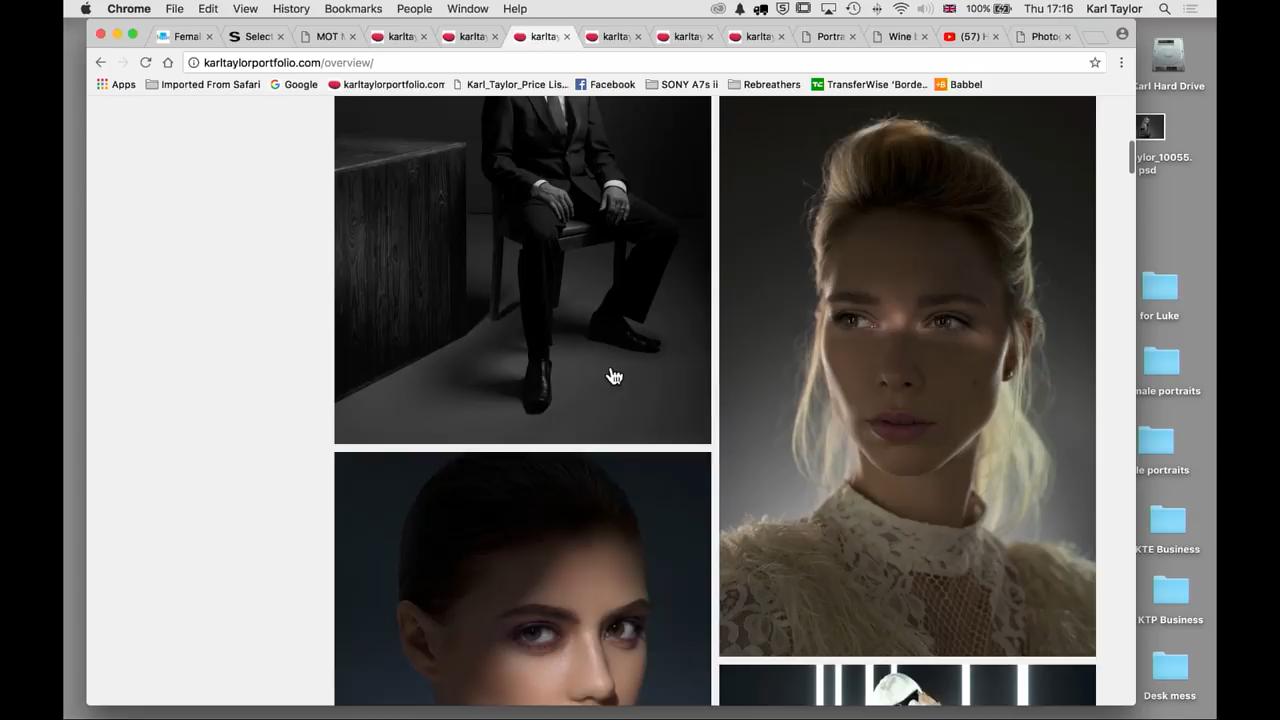 Chrome File Edit View History Bookmarks People Window Help 100% Thu 17:16 Karl Taylor
Femal Select MOT karlta karlta karlta karlta karlta karlta Portra Wine (57) Photo
karltaylorportfolio.com/overview/
Apps Imported From Safari Google karltaylorportfolio.com Karl_Taylor_Price Lis... Facebook SONY A7s ii Rebreathers TransferWise 'Borde... Babbel
Karl Hard Drive
ylor_10055.
psd
for Luke
male portraits
le portraits
KTE Business
KTP Business
Desk mess